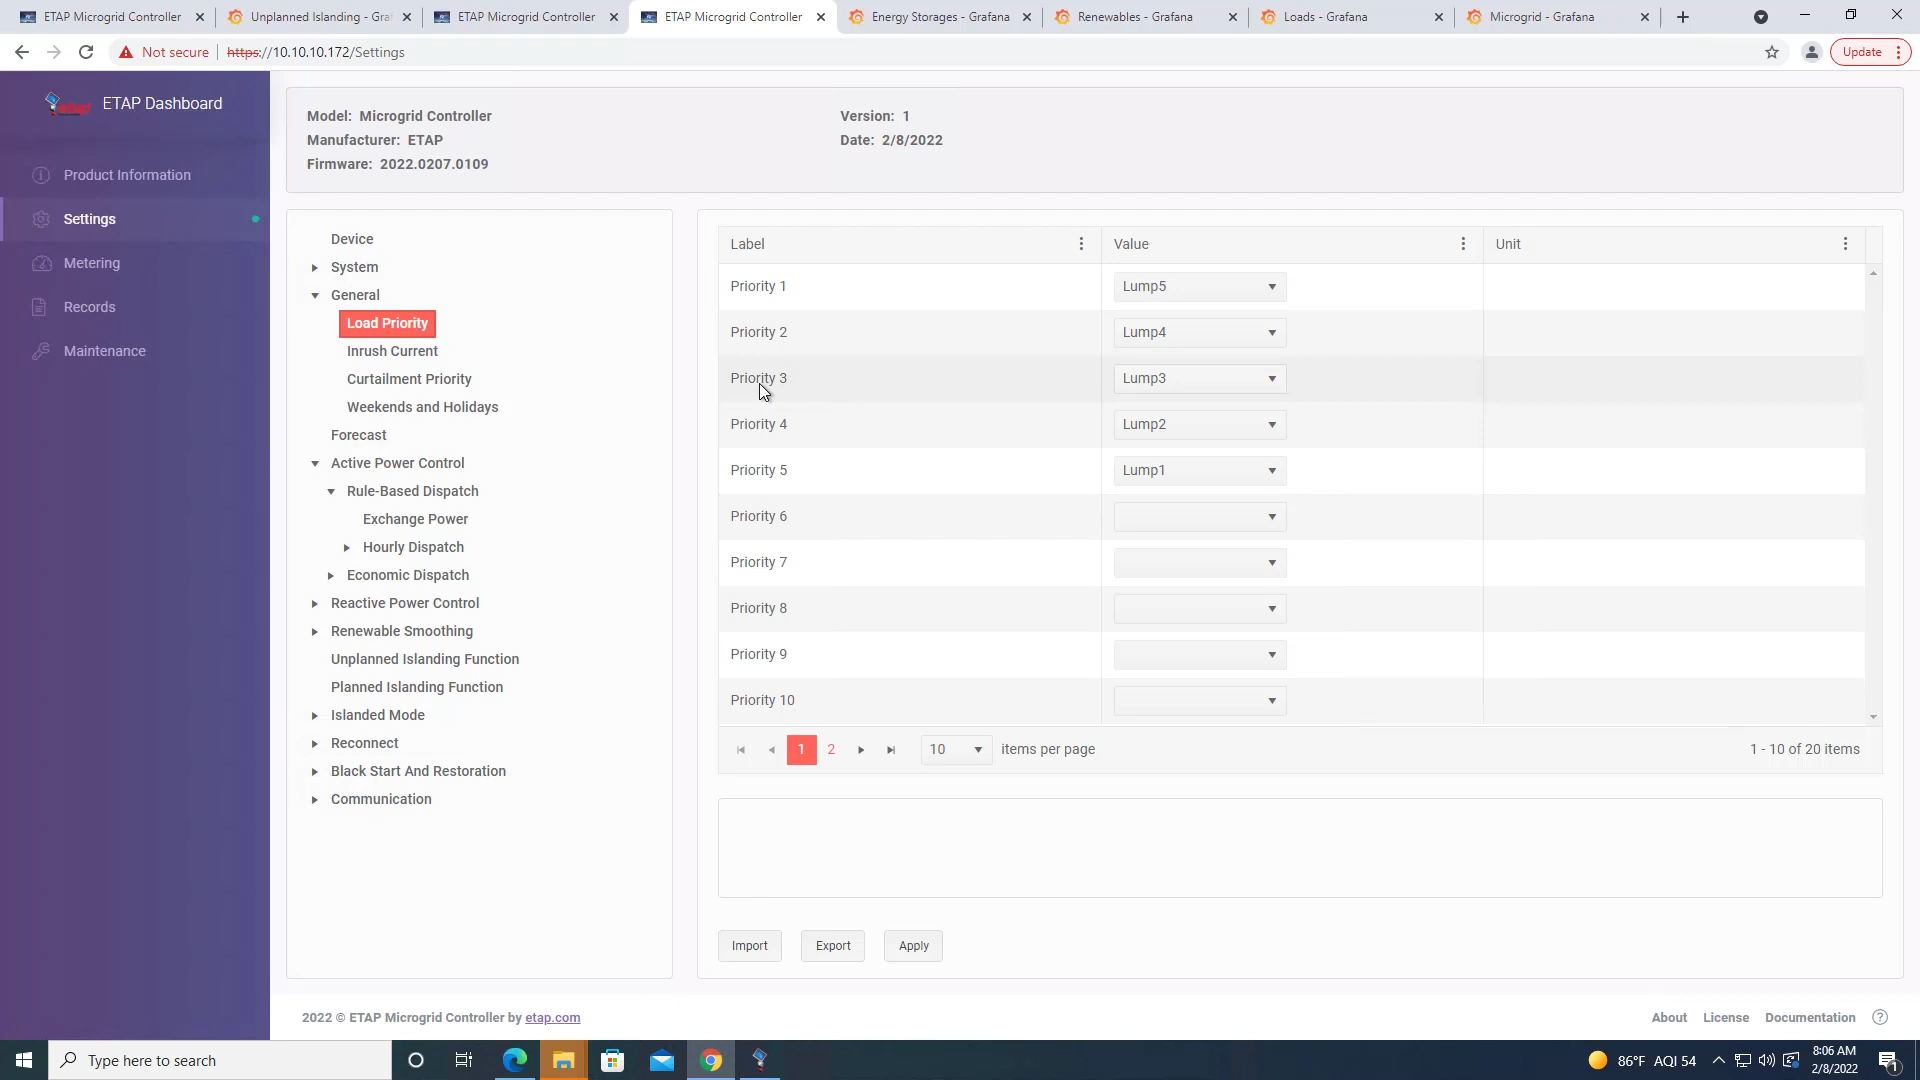 ETAP Microgrid Controller
Unplanned Islanding - Gra
ETAP Microgrid Controller
ETAP Microgrid Controller
Energy Storages - Grafana
Renewables - Grafana
Loads - Grafana
Microgrid - Grafana
Not secure
https://10.10.10.172/Settings
Update
etap
ETAP Dashboard
Product Information
Settings
Metering
Records
Maintenance
Model: Microgrid Controller
Manufacturer: ETAP
Firmware: 2022.0207.0109
Version: 1
Date: 2/8/2022
Device
System
General
Load Priority
Inrush Current
Curtailment Priority
Weekends and Holidays
Forecast
Active Power Control
Rule-Based Dispatch
Exchange Power
Hourly Dispatch
Economic Dispatch
Reactive Power Control
Renewable Smoothing
Unplanned Islanding Function
Planned Islanding Function
Islanded Mode
Reconnect
Black Start And Restoration
Communication
Label Value Unit
Priority 1 Lump5
Priority 2 Lump4
Priority 3 Lump3
Priority 4 Lump2
Priority 5 Lump1
Priority 6
Priority 7
Priority 8
Priority 9
Priority 10
1 2 10 items per page 1 - 10 of 20 items
Import Export Apply
2022 © ETAP Microgrid Controller by etap.com
About License Documentation ?
Type here to search
86°F AQI 54
8:06 AM
2/8/2022
1